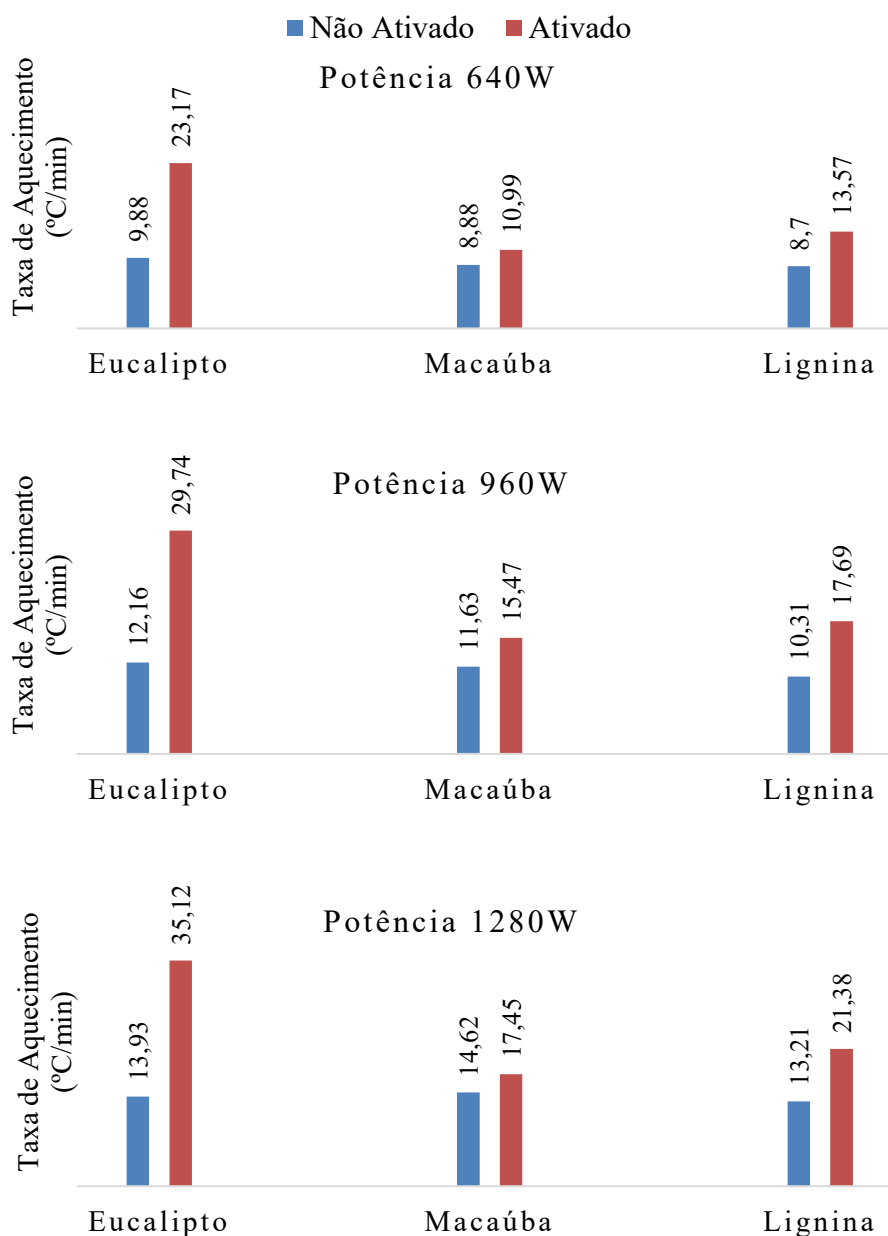 Não Ativado Ativado
Potência 640W
Taxa de Aquecimento
(ºC/min)
9,88 23,17 8,88 10,99 8,7 13,57
Eucalipto Macaúba Lignina
Potência 960W
Taxa de Aquecimento
(ºC/min)
12,16 29,74 11,63 15,47 10,31 17,69
Eucalipto Macaúba Lignina
Potência 1280W
Taxa de Aquecimento
(ºC/min)
13,93 35,12 14,62 17,45 13,21 21,38
Eucalipto Macaúba Lignina